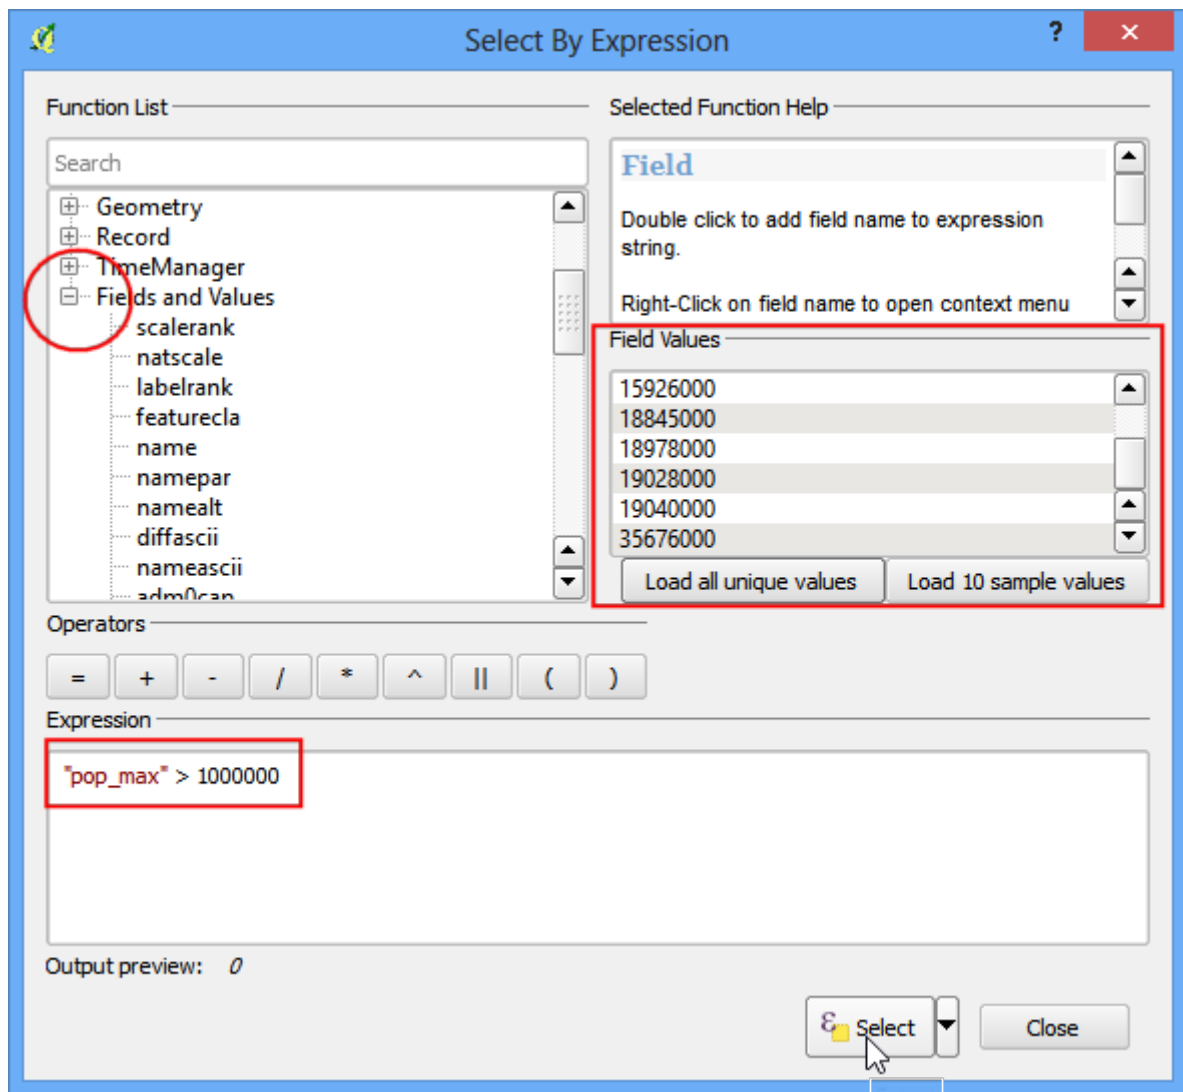 Select By Expression
?
×
Function List
Search
Geometry
Record
TimeManager
Fields and Values
scalerank
natscale
labelrank
featurecla
name
namepar
namealt
diffascii
nameascii
adm0cap
Selected Function Help
Field
Double click to add field name to expression
string.
Right-Click on field name to open context menu
Field Values
15926000
18845000
18978000
19028000
19040000
35676000
Load all unique values Load 10 sample values
Operators
= + - / * ^ || ( )
Expression
"pop_max" > 1000000
Output preview: 0
ε Select Close